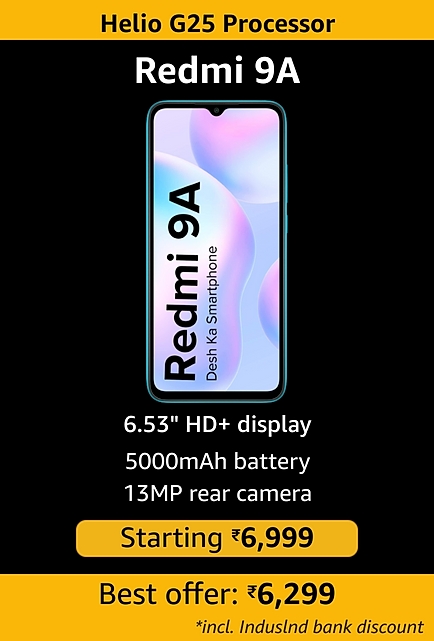 Helio G25 Processor
Redmi 9A
Redmi 9A
Desh Ka Smartphone
6.53" HD+ display
5000mAh battery
13MP rear camera
Starting ₹6,999
Best offer: ₹6,299
*incl. IndusInd bank discount